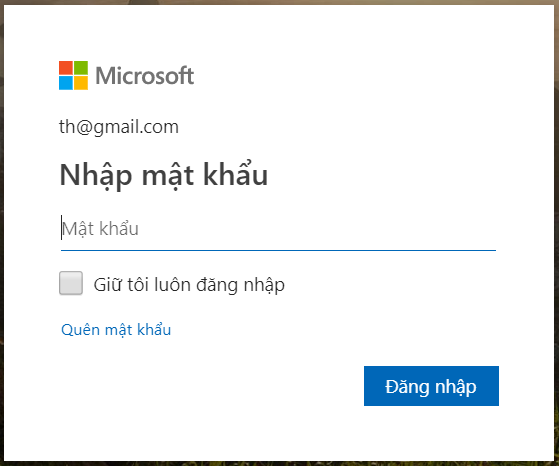 Microsoft
th@gmail.com
Nhập mật khẩu
Mật khẩu
Giữ tôi luôn đăng nhập
Quên mật khẩu
Đăng nhập